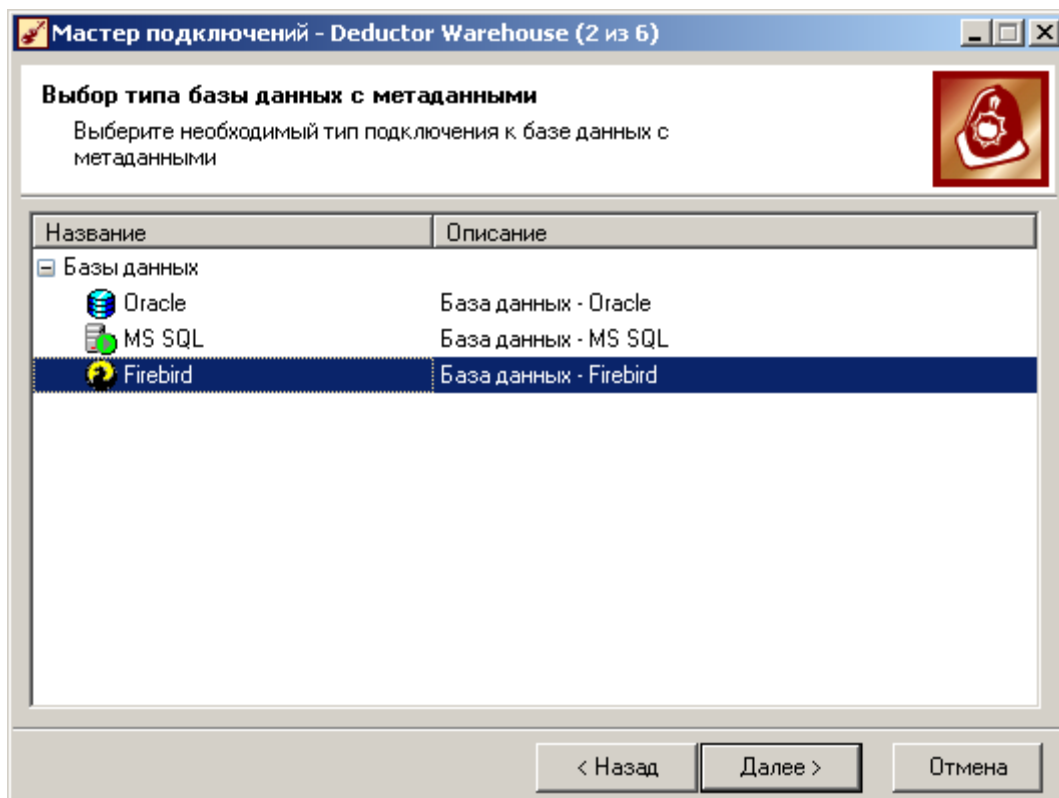 Мастер подключений - Deductor Warehouse (2 из 6)
Выбор типа базы данных с метаданными
Выберите необходимый тип подключения к базе данных с
метаданными
Название Описание
Базы данных
Oracle База данных - Oracle
MS SQL База данных - MS SQL
Firebird База данных - Firebird
< Назад Далее > Отмена